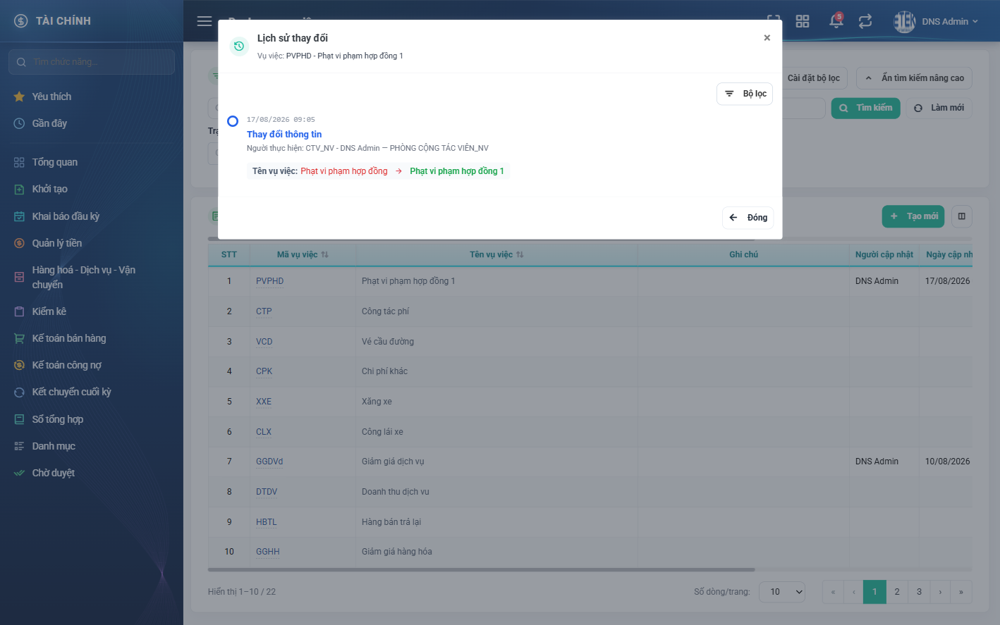 TÀI CHÍNH
Tìm chức năng...
Yêu thích
Gần đây
Tổng quan
Khởi tạo
Khai báo đầu kỳ
Quản lý tiền
Hàng hoá - Dịch vụ - Vận
chuyển
Kiểm kê
Kế toán bán hàng
Kế toán công nợ
Kết chuyển cuối kỳ
Sổ tổng hợp
Danh mục
Chờ duyệt
5
DNS Admin
Lịch sử thay đổi
×
Vụ việc: PVPHD - Phạt vi phạm hợp đồng 1
Bộ lọc
17/08/2026 09:05
Thay đổi thông tin
Người thực hiện: CTV_NV - DNS Admin — PHÒNG CỘNG TÁC VIÊN_NV
Tên vụ việc: Phạt vi phạm hợp đồng → Phạt vi phạm hợp đồng 1
Đóng
Cài đặt bộ lọc
Ẩn tìm kiếm nâng cao
Tìm kiếm
Làm mới
Tạo mới
STT Mã vụ việc Tên vụ việc Ghi chú Người cập nhật Ngày cập nh
1 PVPHD Phạt vi phạm hợp đồng 1 DNS Admin 17/08/2026
2 CTP Công tác phí
3 VCD Vé cầu đường
4 CPK Chi phí khác
5 XXE Xăng xe
6 CLX Công lái xe
7 GGDVd Giảm giá dịch vụ DNS Admin 10/08/2026
8 DTDV Doanh thu dịch vu
9 HBTL Hàng bán trả lại
10 GGHH Giảm giá hàng hóa
Hiển thị 1–10 / 22
Số dòng/trang: 10
« ‹ 1 2 3 › »